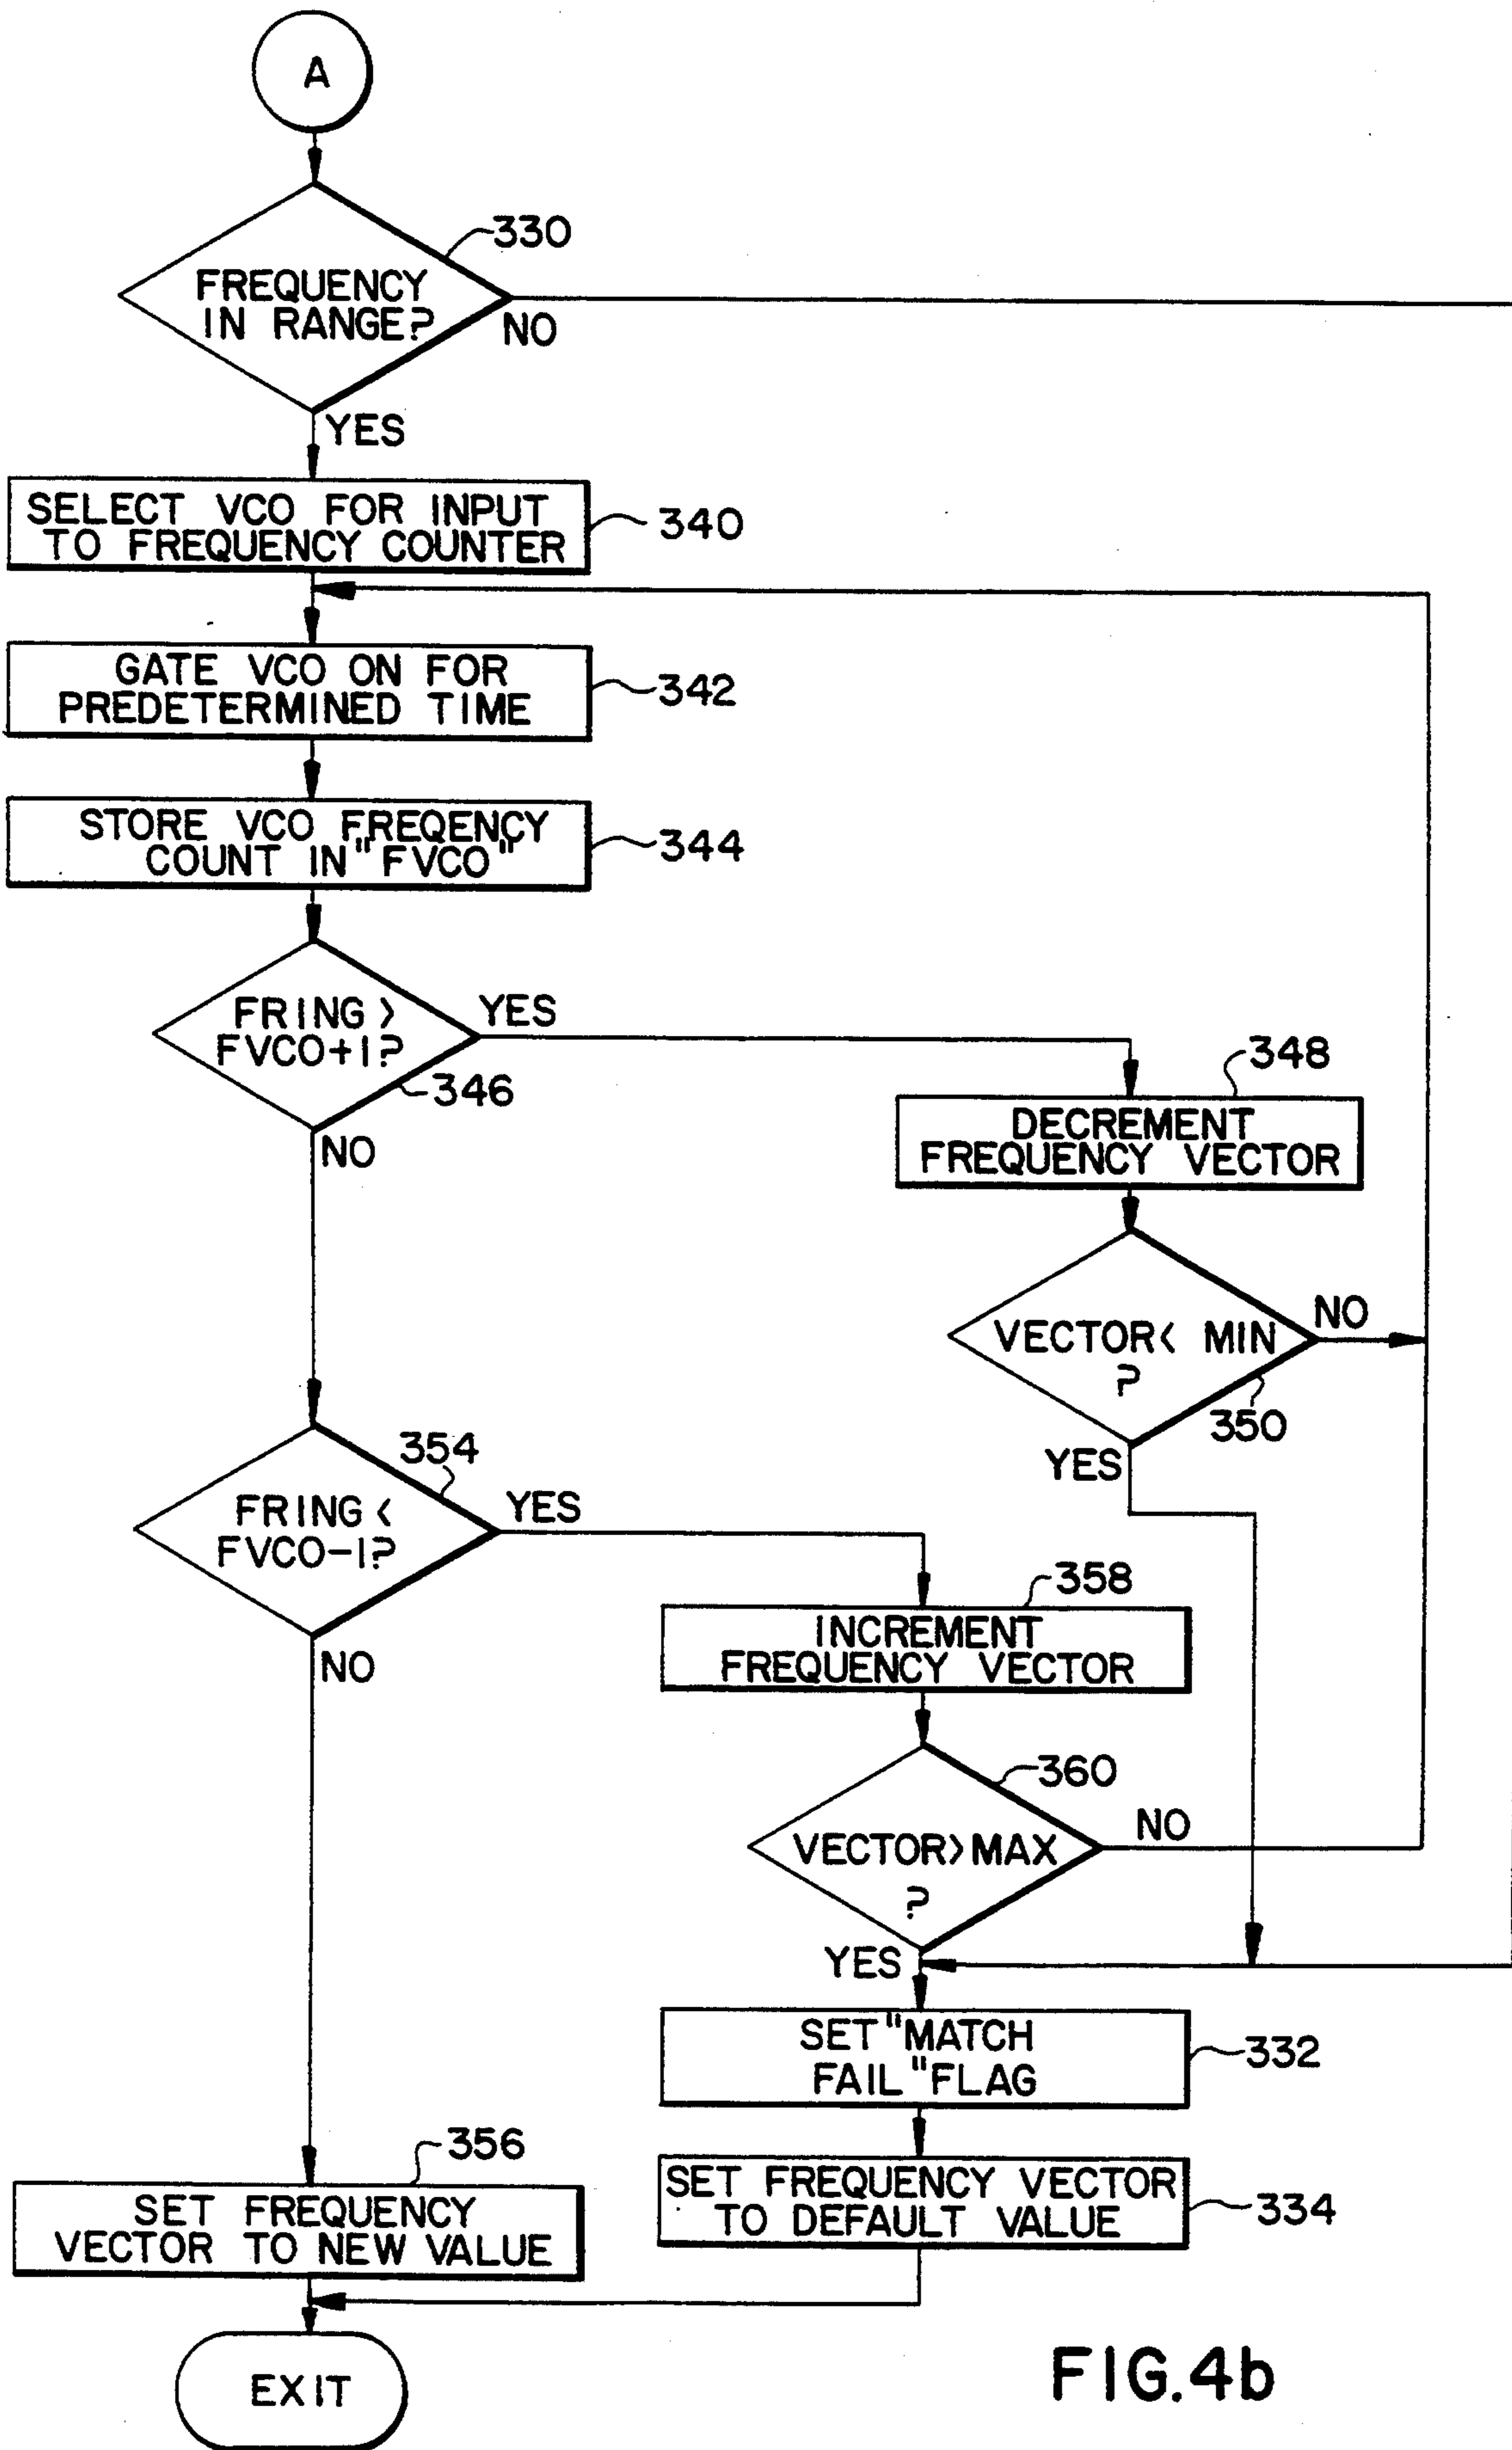 A
330
FREQUENCY
IN RANGE?
NO
YES
SELECT VCO FOR INPUT
TO FREQUENCY COUNTER
340
GATE VCO ON FOR
PREDETERMINED TIME
342
STORE VCO FREQENCY
COUNT IN "FVCO"
344
FRING >
FVCO+1?
YES
346
NO
348
DECREMENT
FREQUENCY VECTOR
VECTOR< MIN
?
NO
350
YES
354
FRING <
FVCO-1?
YES
NO
358
INCREMENT
FREQUENCY VECTOR
360
VECTOR>MAX
?
NO
YES
SET "MATCH
FAIL "FLAG
332
356
SET FREQUENCY
VECTOR TO NEW VALUE
SET FREQUENCY VECTOR
TO DEFAULT VALUE
334
EXIT
FIG.4b